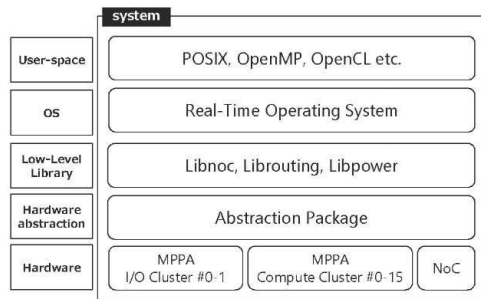 system
User-space
POSIX, OpenMP, OpenCL etc.
OS
Real-Time Operating System
Low-Level
Library
Libnoc, Librouting, Libpower
Hardware
abstraction
Abstraction Package
Hardware
MPPA
I/O Cluster #0-1
MPPA
Compute Cluster #0-15
NoC